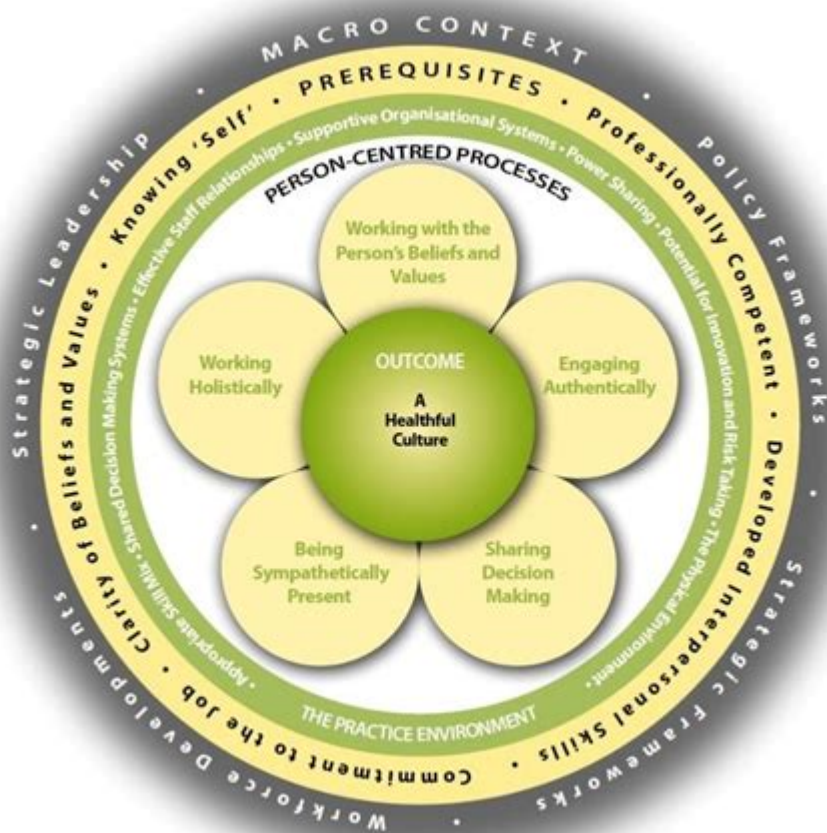 MACRO CONTEXT • Policy Frameworks • Strategic Frameworks • Workforce Developments • Strategic Leadership •
PREREQUISITES • Professionally Competent • Developed Interpersonal Skills • Commitment to the Job • Clarity of Beliefs and Values • Knowing 'Self' •
THE PRACTICE ENVIRONMENT
• Appropriate Skill Mix • Shared Decision Making Systems • Effective Staff Relationships • Supportive Organisational Systems • Power Sharing • Potential for Innovation and Risk Taking • The Physical Environment •
PERSON-CENTRED PROCESSES
Working with the
Person's Beliefs and
Values
Engaging
Authentically
Sharing
Decision
Making
Being
Sympathetically
Present
Working
Holistically
OUTCOME
A
Healthful
Culture